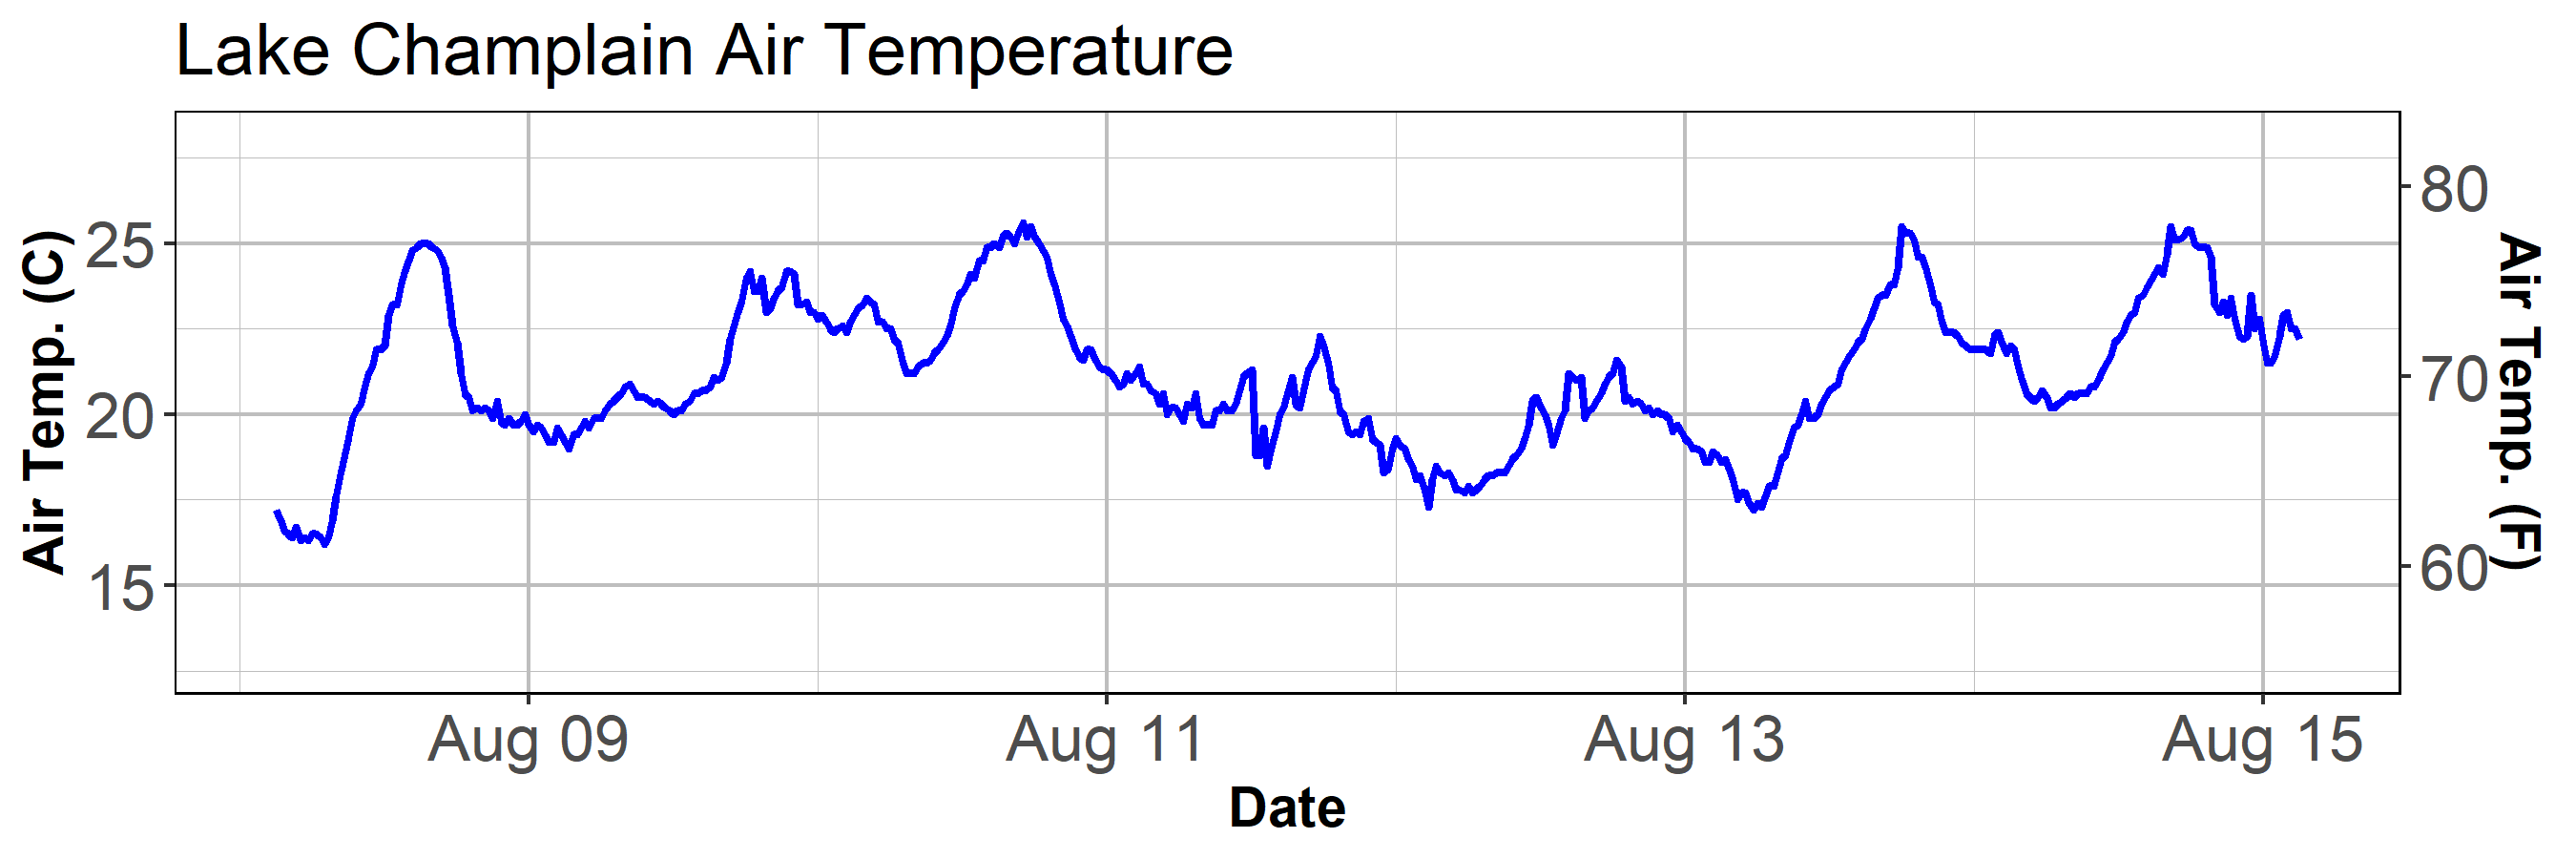 Lake Champlain Air Temperature
Air Temp. (C)
25
20
15
80
70
60
Air Temp. (F)
Aug 09 Aug 11 Aug 13 Aug 15
Date